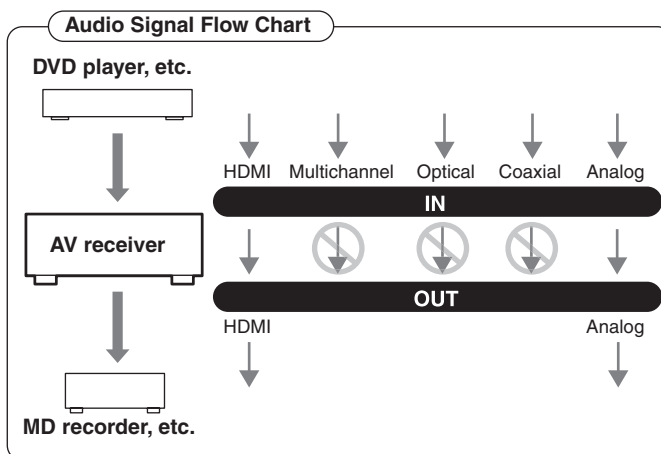 Audio Signal Flow Chart
DVD player, etc.
HDMI Multichannel Optical Coaxial Analog
IN
AV receiver
OUT
HDMI Analog
MD recorder, etc.